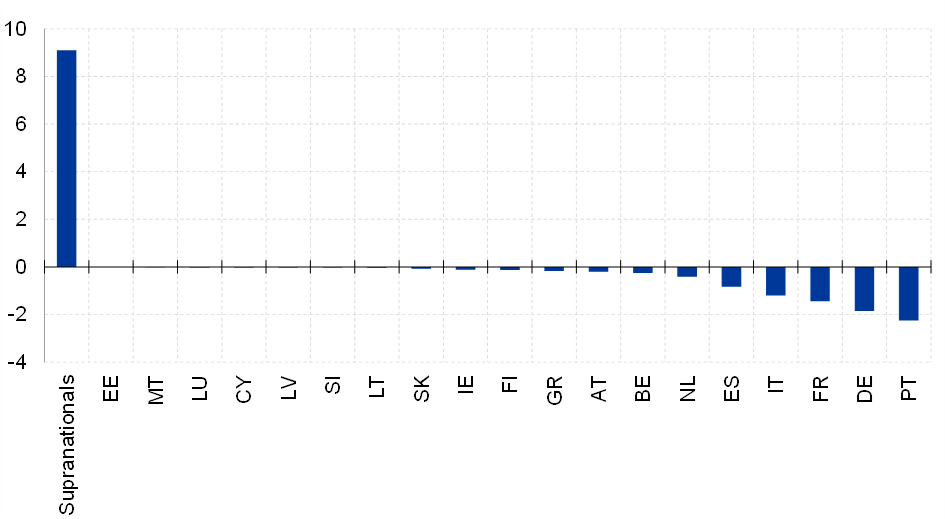 10
8
6
4
2
0
-2
-4
Supranationals
EE
MT
LU
CY
LV
SI
LT
SK
IE
FI
GR
AT
BE
NL
ES
IT
FR
DE
PT